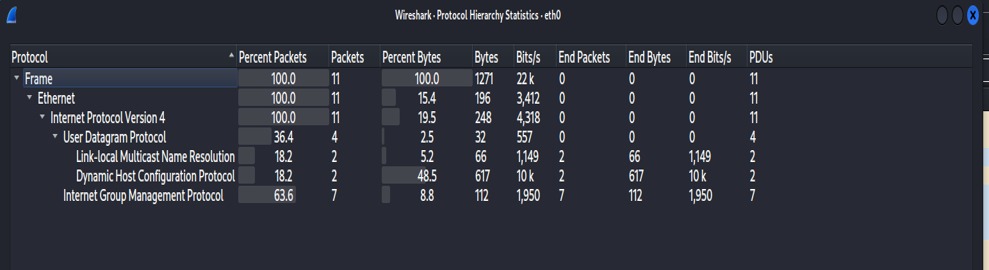 Wireshark · Protocol Hierarchy Statistics · eth0
Protocol Percent Packets Packets Percent Bytes Bytes Bits/s End Packets End Bytes End Bits/s PDUs
Frame 100.0 11 100.0 1271 22 k 0 0 0 11
Ethernet 100.0 11 15.4 196 3,412 0 0 0 11
Internet Protocol Version 4 100.0 11 19.5 248 4,318 0 0 0 11
User Datagram Protocol 36.4 4 2.5 32 557 0 0 0 4
Link-local Multicast Name Resolution 18.2 2 5.2 66 1,149 2 66 1,149 2
Dynamic Host Configuration Protocol 18.2 2 48.5 617 10 k 2 617 10 k 2
Internet Group Management Protocol 63.6 7 8.8 112 1,950 7 112 1,950 7